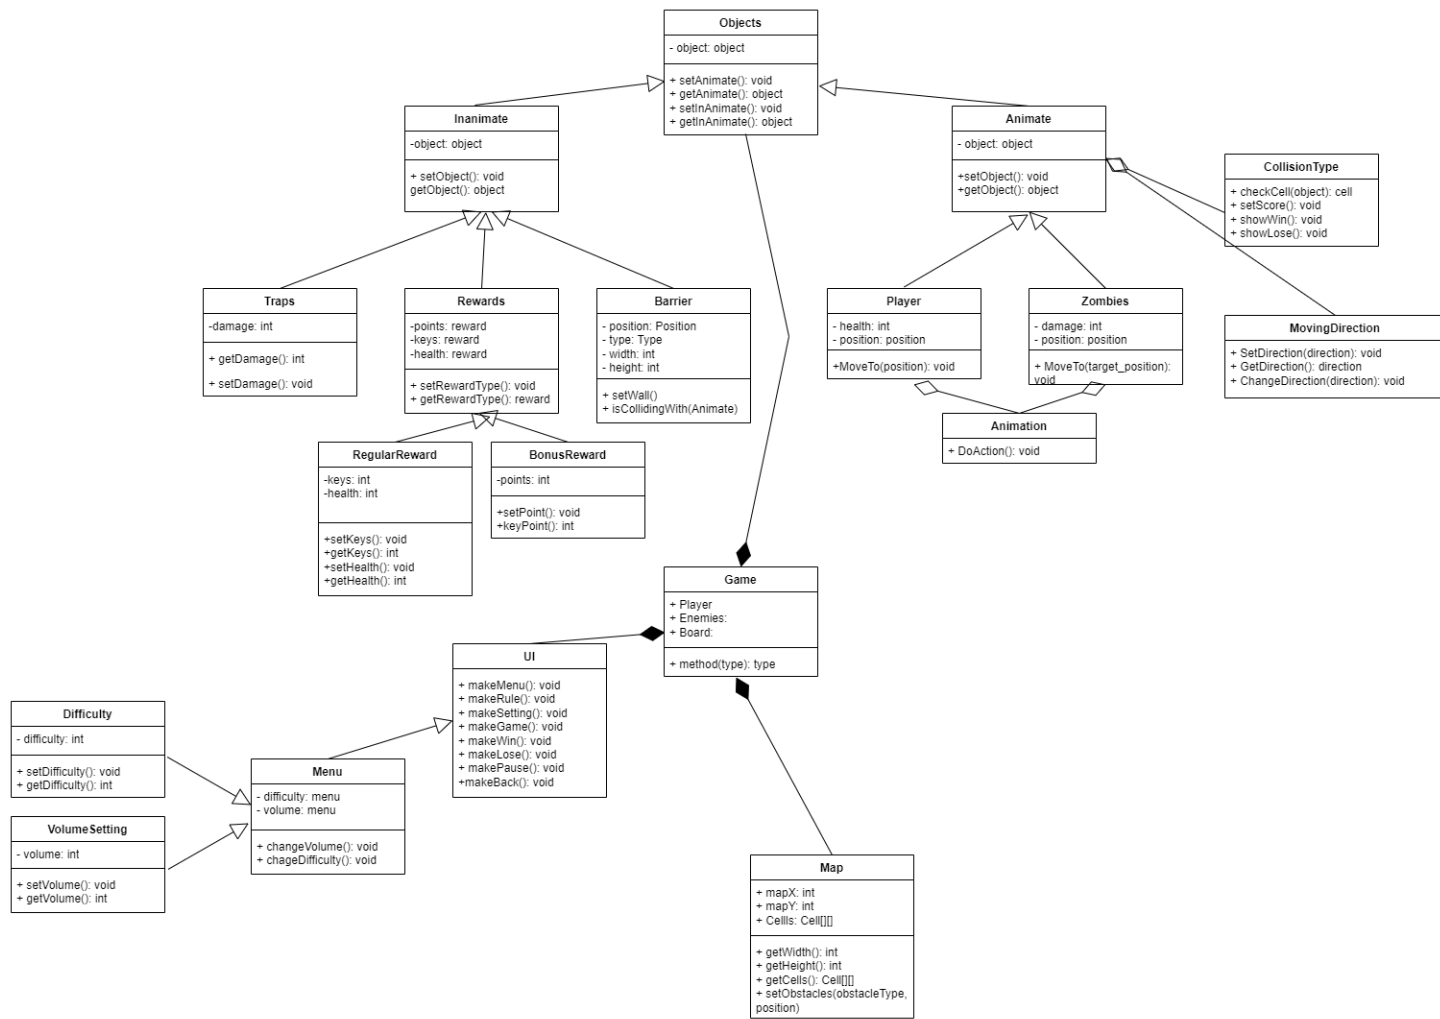 Objects
- object: object
+ setAnimate(): void
+ getAnimate(): object
+ setInAnimate(): void
+ getInAnimate(): object
Inanimate
-object: object
+ setObject(): void
getObject(): object
Animate
- object: object
+setObject(): void
+getObject(): object
CollisionType
+ checkCell(object): cell
+ setScore(): void
+ showWin(): void
+ showLose(): void
Traps
-damage: int
+ getDamage(): int
+ setDamage(): void
Rewards
-points: reward
-keys: reward
-health: reward
+ setRewardType(): void
+ getRewardType(): reward
Barrier
- position: Position
- type: Type
- width: int
- height: int
+ setWall()
+ isCollidingWith(Animate)
Player
- health: int
- position: position
+MoveTo(position): void
Zombies
- damage: int
- position: position
+ MoveTo(target_position):
void
MovingDirection
+ SetDirection(direction): void
+ GetDirection(): direction
+ ChangeDirection(direction): void
Animation
+ DoAction(): void
RegularReward
-keys: int
-health: int
+setKeys(): void
+getKeys(): int
+setHealth(): void
+getHealth(): int
BonusReward
-points: int
+setPoint(): void
+keyPoint(): int
Game
+ Player
+ Enemies:
+ Board:
+ method(type): type
UI
+ makeMenu(): void
+ makeRule(): void
+ makeSetting(): void
+ makeGame(): void
+ makeWin(): void
+ makeLose(): void
+ makePause(): void
+makeBack(): void
Difficulty
- difficulty: int
+ setDifficulty(): void
+ getDifficulty(): int
Menu
- difficulty: menu
- volume: menu
+ changeVolume(): void
+ chageDifficulty(): void
VolumeSetting
- volume: int
+ setVolume(): void
+ getVolume(): int
Map
+ mapX: int
+ mapY: int
+ Cellls: Cell[][]
+ getWidth(): int
+ getHeight(): int
+ getCells(): Cell[][]
+ setObstacles(obstacleType,
position)